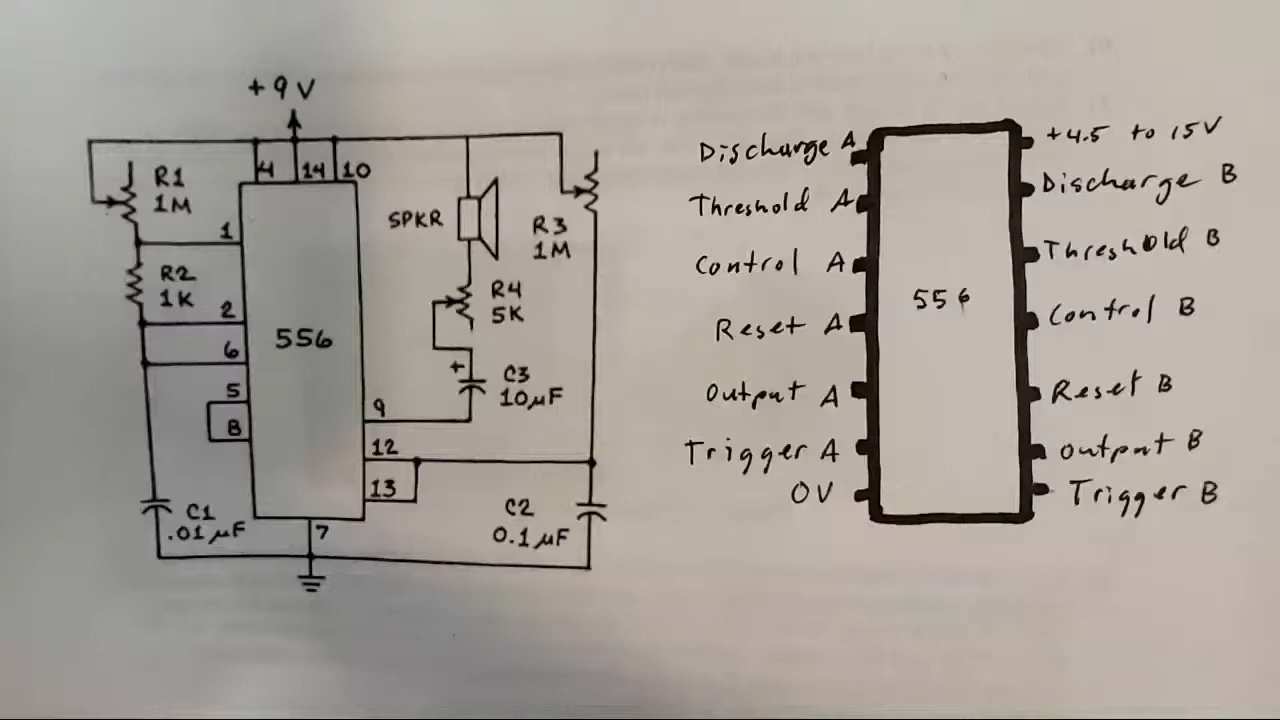 +9V
4 14 10
R1
1M
1
R2
1K
2
6
5
8
556
SPKR
R3
1M
R4
5K
+
C3
10µF
9
12
13
C1
.01µF
7
C2
0.1µF
Discharge A
Threshold A
Control A
Reset A
Output A
Trigger A
0V
556
+4.5 to 15V
Discharge B
Threshold B
Control B
Reset B
Output B
Trigger B